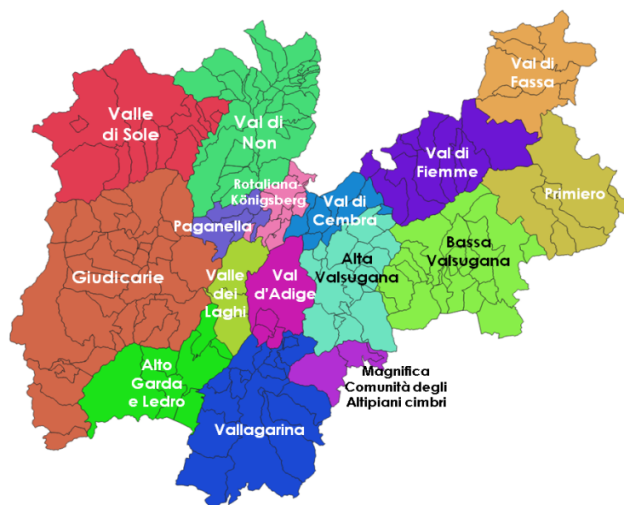 Val di
Fassa
Valle
di Sole
Val di
Non
Val di
Fiemme
Rotaliana-
Königsberg
Primiero
Val di
Cembra
Paganella
Giudicarie
Valle
dei
Laghi
Val
d'Adige
Alta
Valsugana
Bassa
Valsugana
Alto
Garda
e Ledro
Magnifica
Comunità degli
Altipiani cimbri
Vallagarina